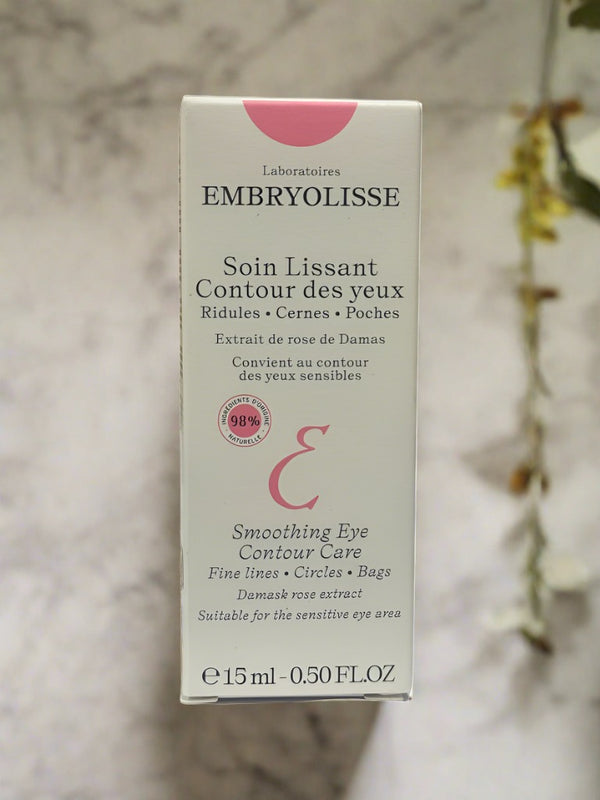 Laboratoires
EMBRYOLISSE
Soin Lissant
Contour des yeux
Ridules • Cernes • Poches
Extrait de rose de Damas
Convient au contour
des yeux sensibles
INGRÉDIENTS D'ORIGINE
98%
NATURELLE
ε
Smoothing Eye
Contour Care
Fine lines • Circles • Bags
Damask rose extract
Suitable for the sensitive eye area
℮ 15 ml - 0.50 FL.OZ